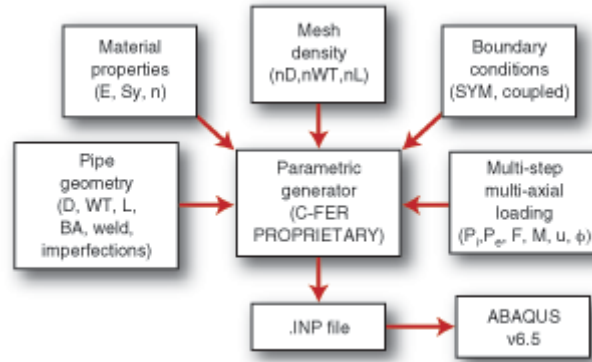 Material
properties
(E, Sy, n)
Mesh
density
(nD,nWT,nL)
Boundary
conditions
(SYM, coupled)
Pipe
geometry
(D, WT, L,
BA, weld,
imperfections)
Parametric
generator
(C-FER
PROPRIETARY)
Multi-step
multi-axial
loading
(Pᵢ,Pₑ, F, M, u, ϕ)
.INP file
ABAQUS
v6.5